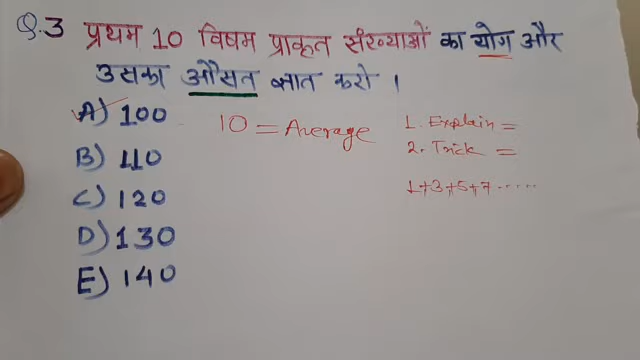 Q.3 प्रथम 10 विषम प्राकृत संख्याओं का योग और
उसका औसत ज्ञात करो ।
A) 100
B) 110
C) 120
D) 130
E) 140
10 = Average
1. Explain =
2. Trick =
1+3+5+7.....